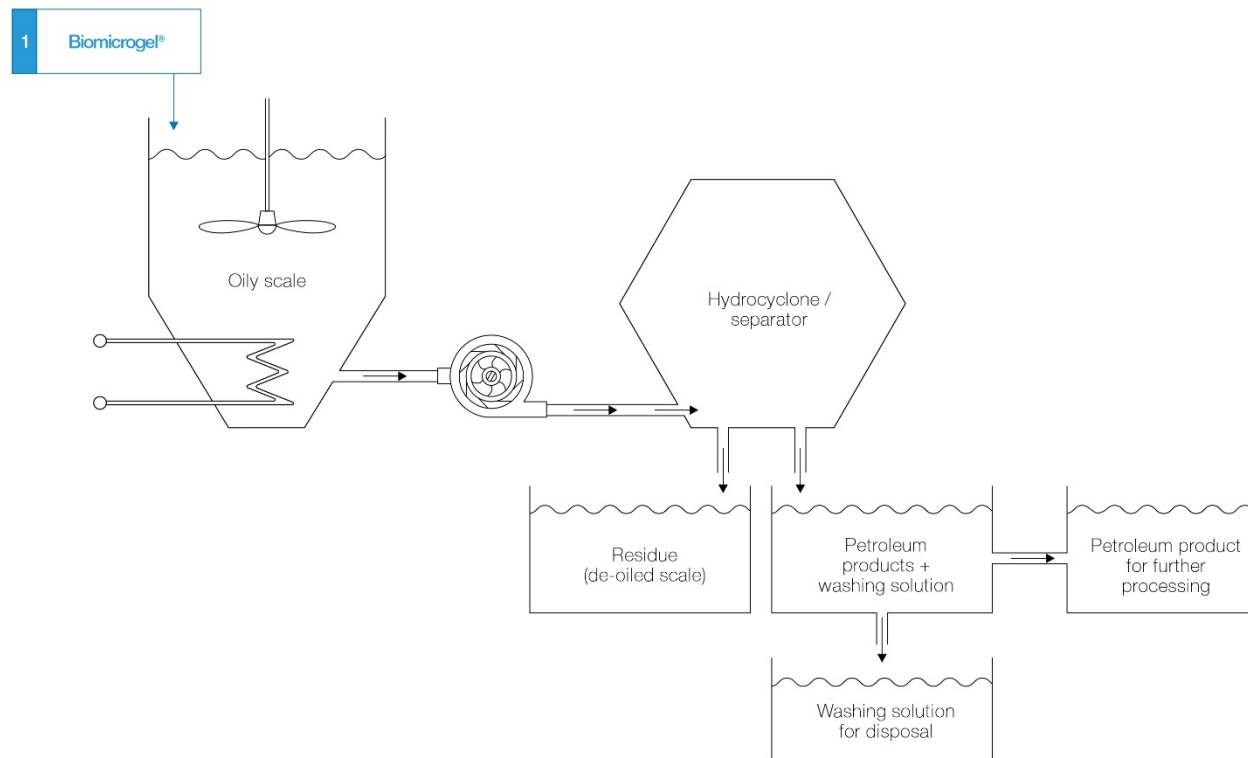 1
Biomicrogel®
Oily scale
Hydrocyclone /
separator
Residue
(de-oiled scale)
Petroleum
products +
washing solution
Petroleum product
for further
processing
Washing solution
for disposal